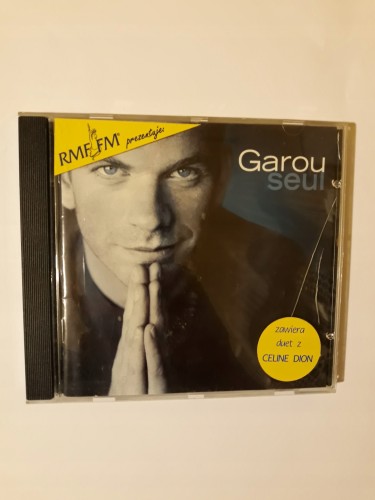 RMF FM® prezentuje:
Garou
seul
zawiera
duet z
CELINE DION